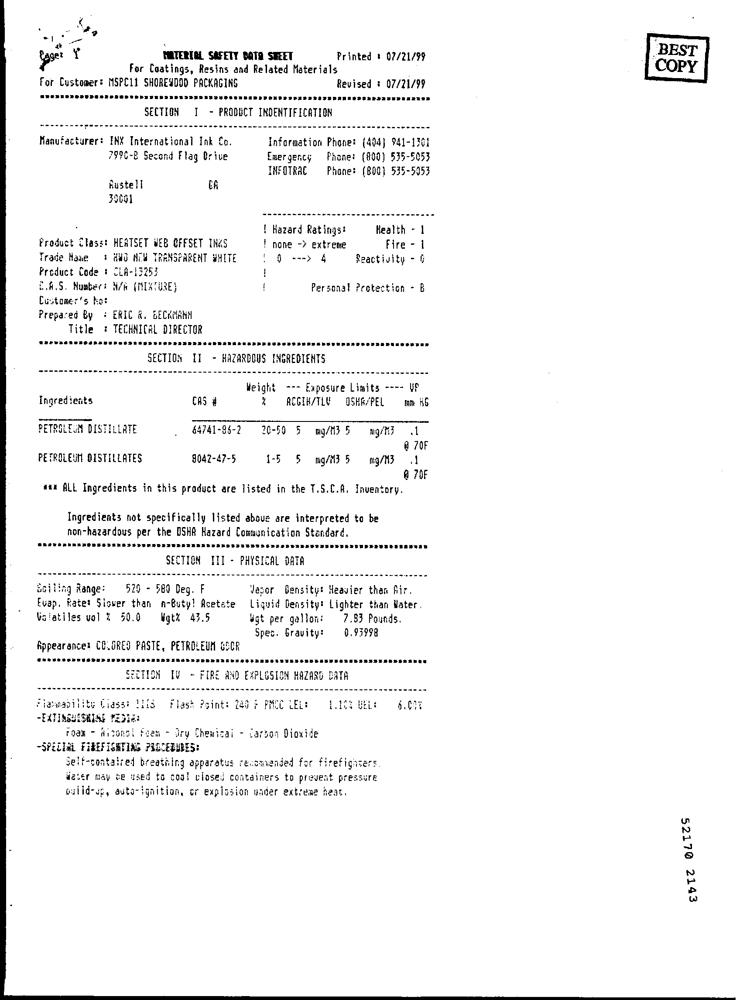 Page:
MATERIAL SAFETY DATA SHEET Printed : 07/21/99
For Coatings, Resins and Related Materials
For Customer: MSPC11 SHOREWOOD PACKAGING Revised : 07/21/99
BEST
COPY
SECTION I - PRODUCT INDENTIFICATION
Manufacturer: INX International Ink Co. Information Phone: (404) 941-1301
7990-B Second Flag Drive Emergency Phone: (800) 535-5053
INFOTRAC Phone: (800) 535-5053
Austell GA
30001
! Hazard Ratings: Health - 1
Product Class: HEATSET WEB OFFSET INKS ! none -> extreme Fire - 1
Trade Name : NEW TRANSPARENT WHITE ! 0 ---> 4 Reactivity - 0
Product Code : CLA-13253 !
C.A.S. Number: N/A (MIXTURE) ! Personal Protection - B
Customer's No:
Prepared By : ERIC R. BECKMANN
Title : TECHNICAL DIRECTOR
SECTION II - HAZARDOUS INGREDIENTS
Weight --- Exposure Limits ---- VP
Ingredients CAS # % ACGIH/TLV OSHA/PEL mm HG
PETROLEUM DISTILLATE 64741-86-2 20-50 5 mg/M3 5 mg/M3 .1
@ 70F
PETROLEUM DISTILLATES 8042-47-5 1-5 5 mg/M3 5 mg/M3 .1
@ 70F
*** ALL Ingredients in this product are listed in the T.S.C.A. Inventory.
Ingredients not specifically listed above are interpreted to be
non-hazardous per the OSHA Hazard Communication Standard.
SECTION III - PHYSICAL DATA
Boiling Range: 520 - 580 Deg. F Vapor Density: Heavier than Air.
Evap. Rate: Slower than n-Butyl Acetate Liquid Density: Lighter than Water.
Volatiles vol % 50.0 Wgt% 43.5 Wgt per gallon: 7.83 Pounds.
Spec. Gravity: 0.93998
Appearance: COLORED PASTE, PETROLEUM ODOR
SECTION IV - FIRE AND EXPLOSION HAZARD DATA
Flammability Class: IIIB Flash Point: 240 F PMCC LEL: 1.10% UEL: 6.00%
-EXTINGUISHING MEDIA:
Foam - Alcohol Foam - Dry Chemical - Carbon Dioxide
-SPECIAL FIREFIGHTING PROCEDURES:
Self-contained breathing apparatus recommended for firefighters.
Water may be used to cool closed containers to prevent pressure
build-up, auto-ignition, or explosion under extreme heat.
52170 2143